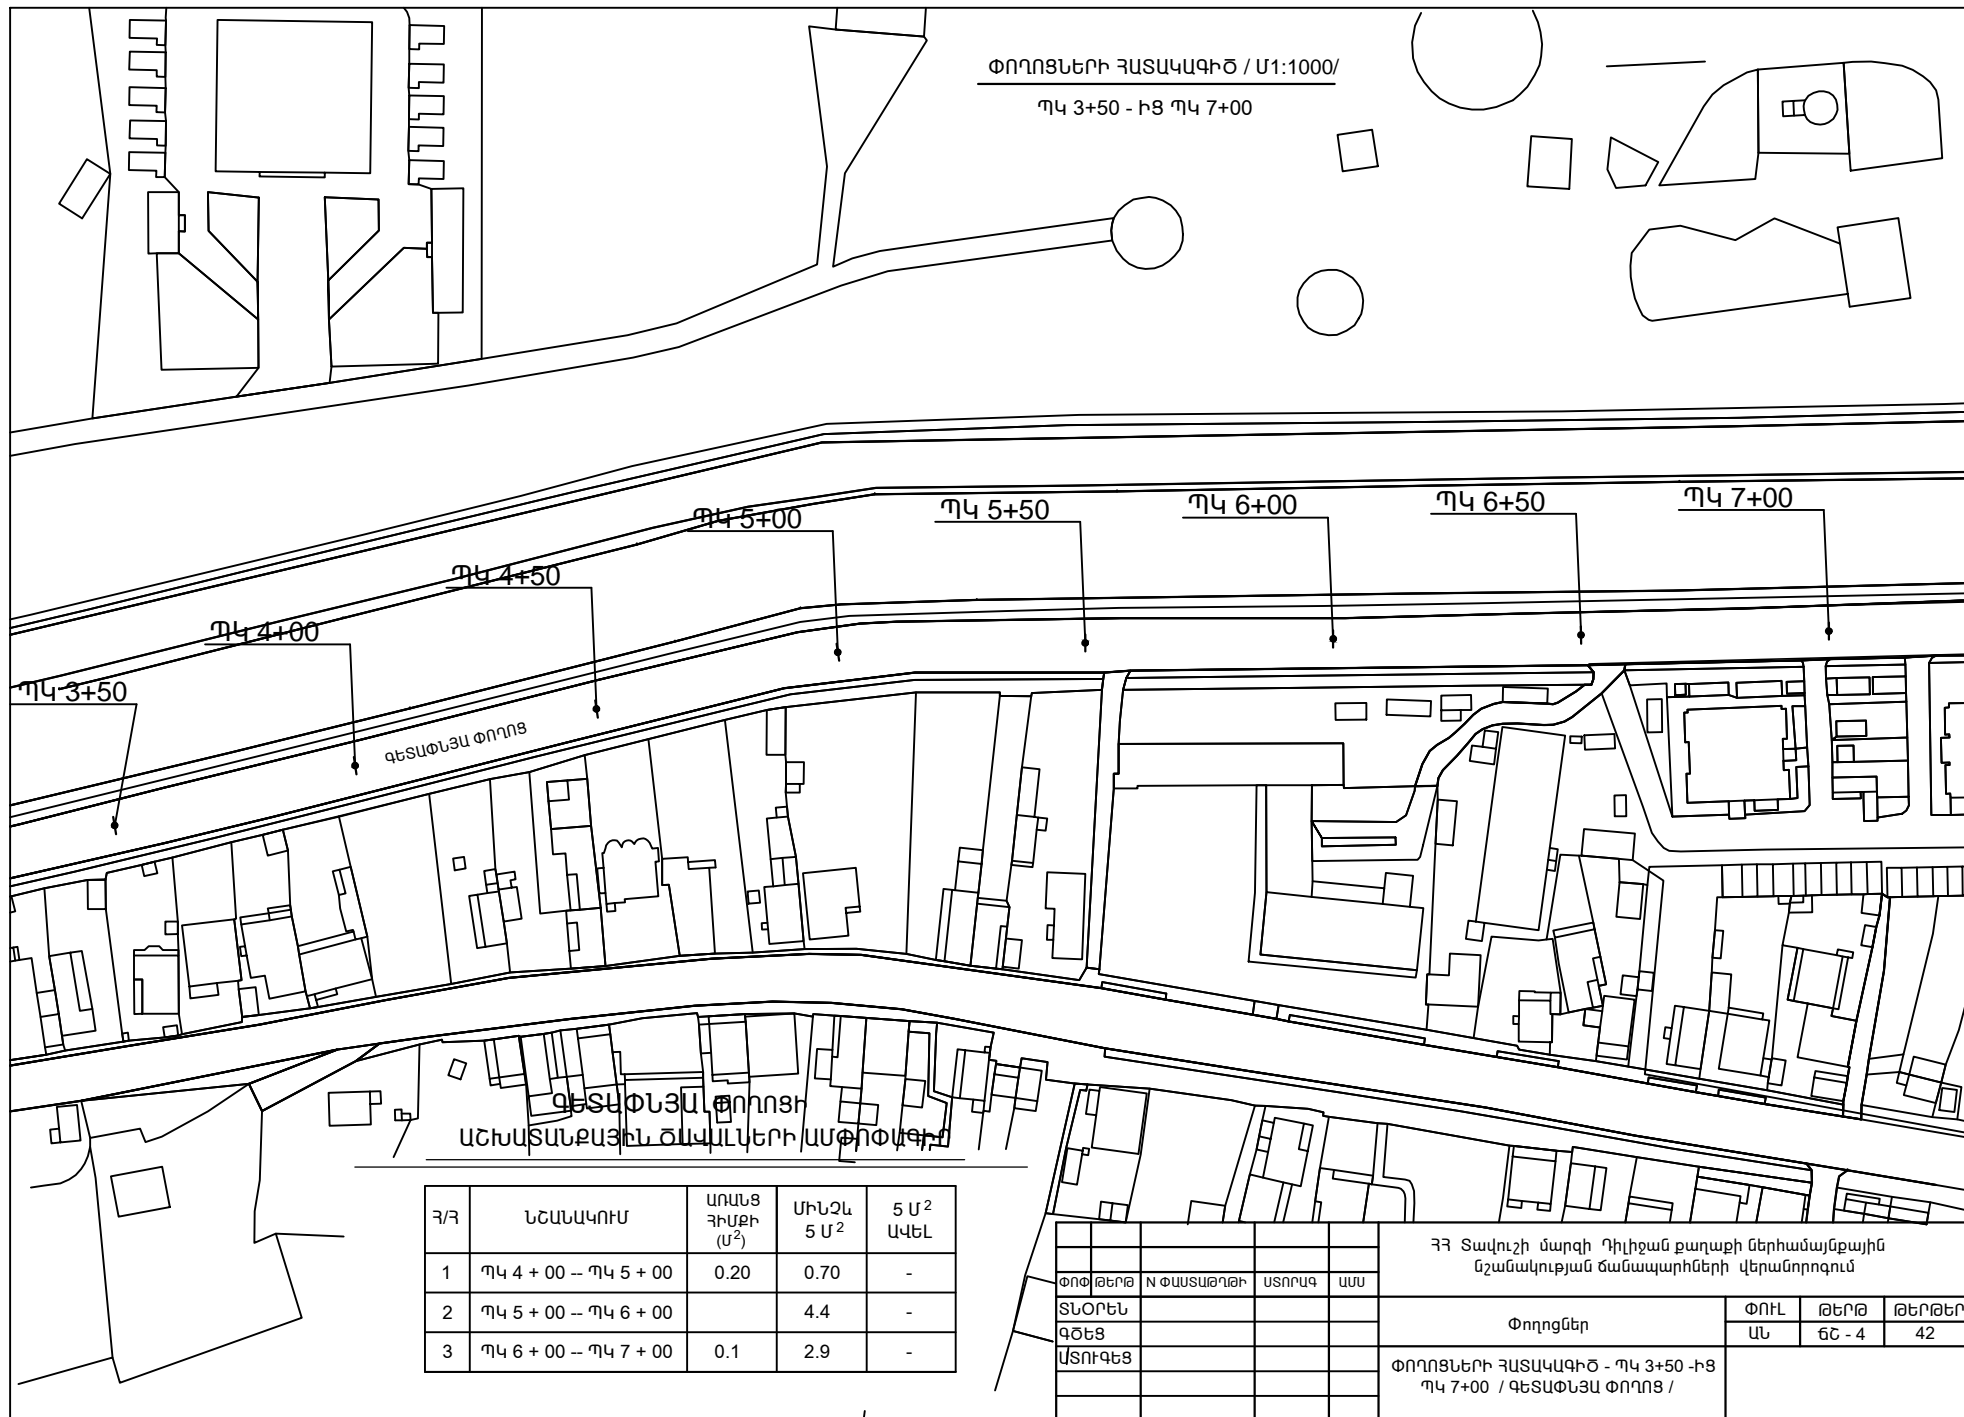 ՓՈՂՈՑՆԵՐԻ ՀԱՏԱԿԱԳԻԾ / Մ1:1000/
ՊԿ 3+50 - ԻՑ ՊԿ 7+00
ՊԿ 3+50
ՊԿ 4+00
ՊԿ 4+50
ՊԿ 5+00
ՊԿ 5+50
ՊԿ 6+00
ՊԿ 6+50
ՊԿ 7+00
ԳԵՏԱՓՆՅԱ ՓՈՂՈՑ
ԳԵՏԱՓՆՅԱ ՓՈՂՈՑԻ
ԱՇԽԱՏԱՆՔԱՅԻՆ ԾԱՎԱԼՆԵՐԻ ԱՄՓՈՓԱԳԻՐ
Հ/Հ ՆՇԱՆԱԿՈՒՄ ԱՌԱՆՑ ՀԻՄՔԻ (Մ²) ՄԻՆՉև 5 Մ² 5 Մ² ԱՎԵԼ
1 ՊԿ 4 + 00 -- ՊԿ 5 + 00 0.20 0.70 -
2 ՊԿ 5 + 00 -- ՊԿ 6 + 00 4.4 -
3 ՊԿ 6 + 00 -- ՊԿ 7 + 00 0.1 2.9 -
ՀՀ Տավուշի մարզի Դիլիջան քաղաքի ներհամայնքային
նշանակության ճանապարհների վերանորոգում
ՓՈՓ ԹԵՐԹ N ՓԱՍՏԱԹՂԹԻ ՍՏՈՐԱԳ ԱՄՍ
ՏՆՕՐԵՆ
ԳԾԵՑ
ՍՏՈՒԳԵՑ
Փողոցներ
ՓՈՒԼ ԹԵՐԹ ԹԵՐԹԵՐ
ԱՆ ՃՇ - 4 42
ՓՈՂՈՑՆԵՐԻ ՀԱՏԱԿԱԳԻԾ - ՊԿ 3+50 -ԻՑ
ՊԿ 7+00 / ԳԵՏԱՓՆՅԱ ՓՈՂՈՑ /